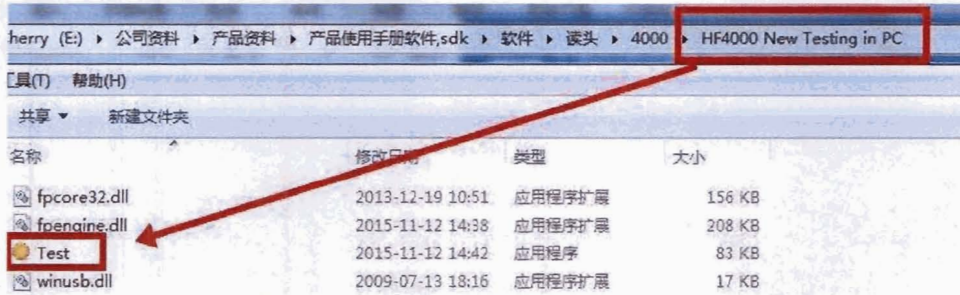 herry (E:) ▸ 公司资料 ▸ 产品资料 ▸ 产品使用手册软件,sdk ▸ 软件 ▸ 读头 ▸ 4000 ▸ HF4000 New Testing in PC
工具(T) 帮助(H)
共享 ▼ 新建文件夹
名称 修改日期 类型 大小
fpcore32.dll 2013-12-19 10:51 应用程序扩展 156 KB
fpengine.dll 2015-11-12 14:38 应用程序扩展 208 KB
Test 2015-11-12 14:42 应用程序 83 KB
winusb.dll 2009-07-13 18:16 应用程序扩展 17 KB